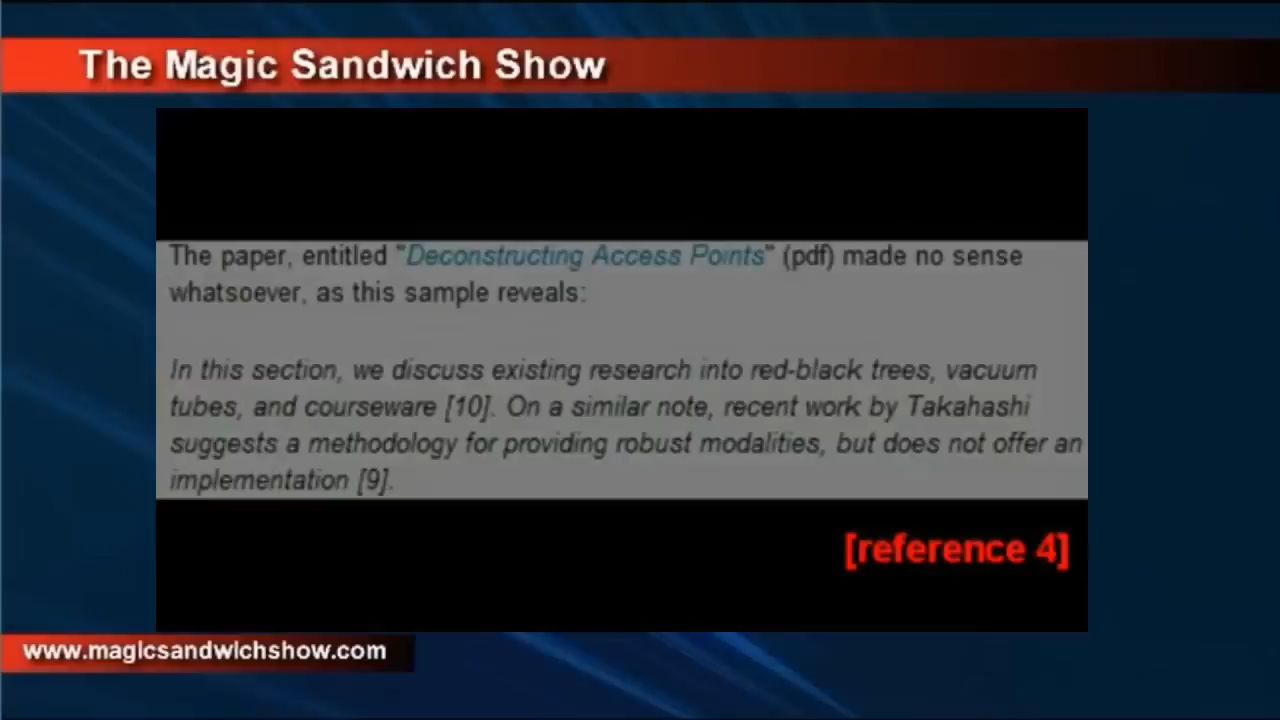 The Magic Sandwich Show
The paper, entitled "Deconstructing Access Points" (pdf) made no sense
whatsoever, as this sample reveals:
In this section, we discuss existing research into red-black trees, vacuum
tubes, and courseware [10]. On a similar note, recent work by Takahashi
suggests a methodology for providing robust modalities, but does not offer an
implementation [9].
[reference 4]
www.magicsandwichshow.com